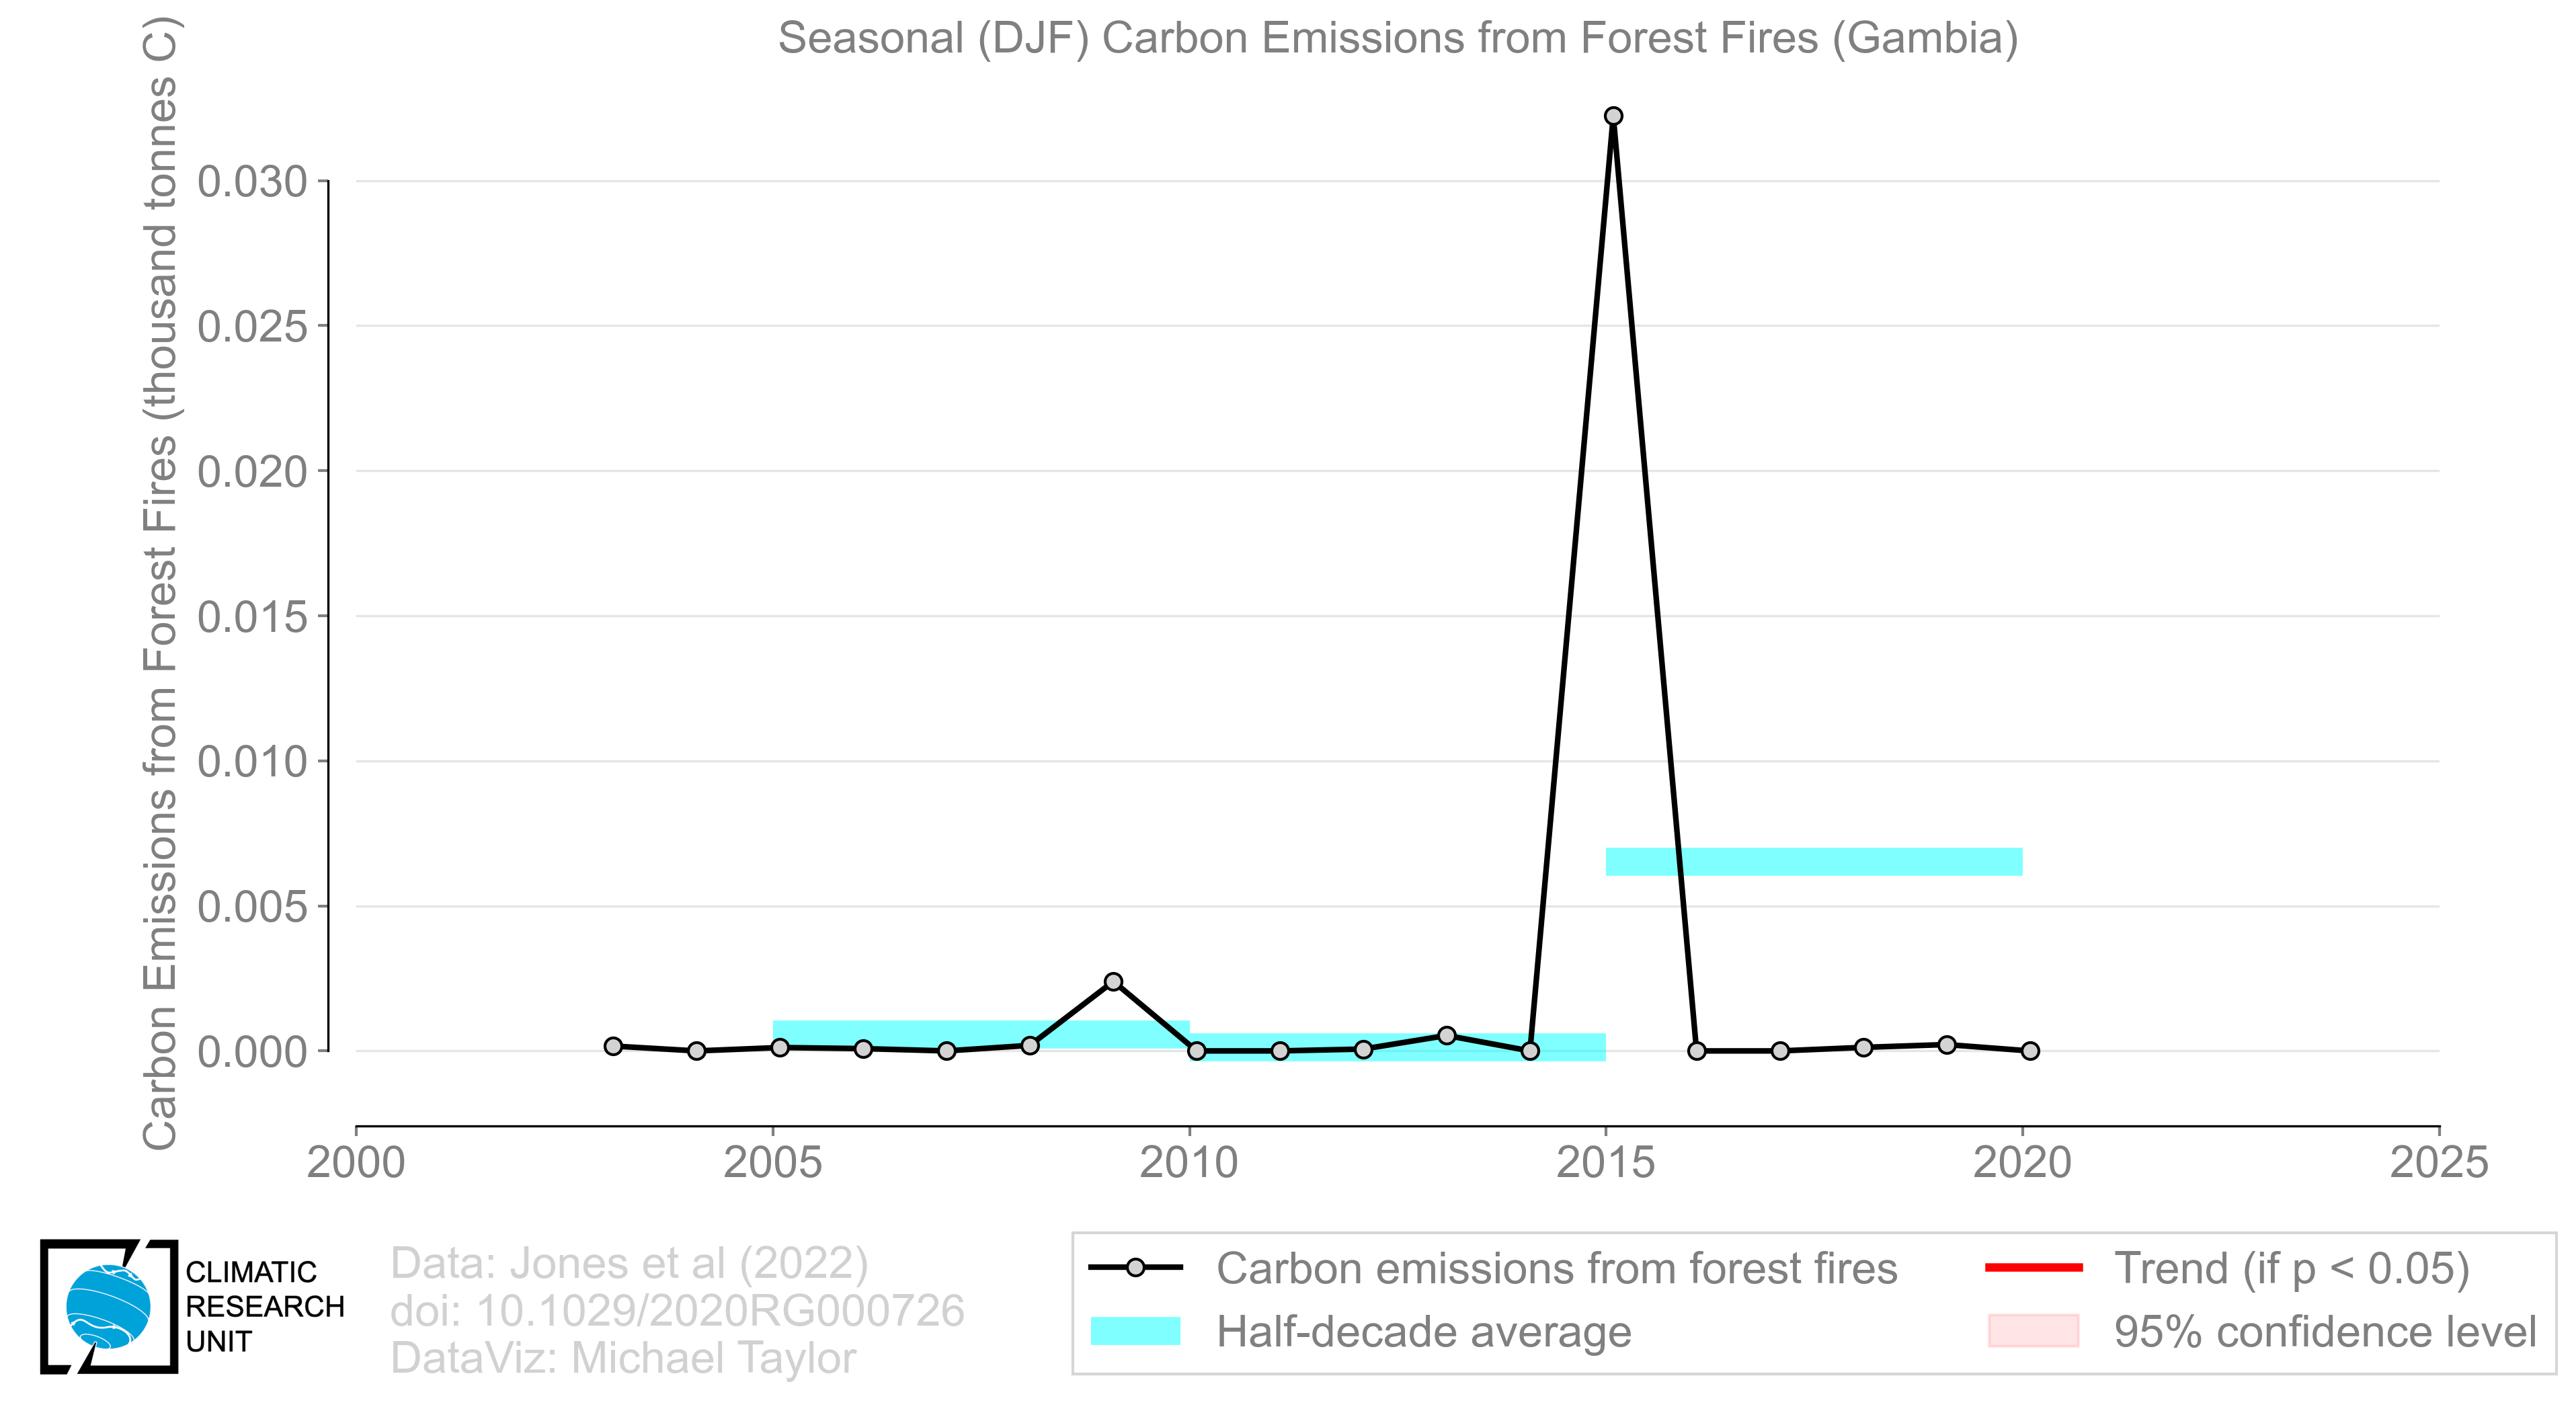 Seasonal (DJF) Carbon Emissions from Forest Fires (Gambia)
Carbon Emissions from Forest Fires (thousand tonnes C)
0.030
0.025
0.020
0.015
0.010
0.005
0.000
2000
2005
2010
2015
2020
2025
CLIMATIC
RESEARCH
UNIT
Data: Jones et al (2022)
doi: 10.1029/2020RG000726
DataViz: Michael Taylor
Carbon emissions from forest fires
Half-decade average
Trend (if p < 0.05)
95% confidence level